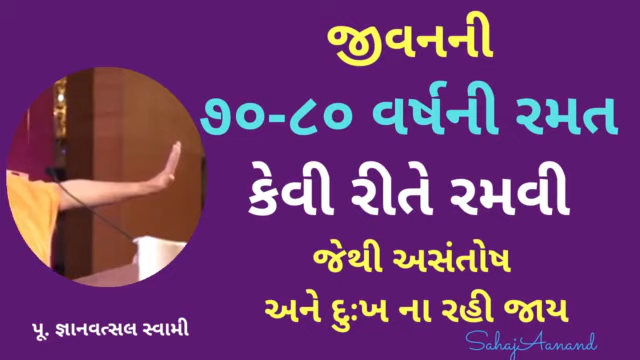 જીવનની
૭૦-૮૦ વર્ષની રમત
કેવી રીતે રમવી
જેથી અસંતોષ
અને દુઃખ ના રહી જાય
પૂ. જ્ઞાનવત્સલ સ્વામી
SahajAanand